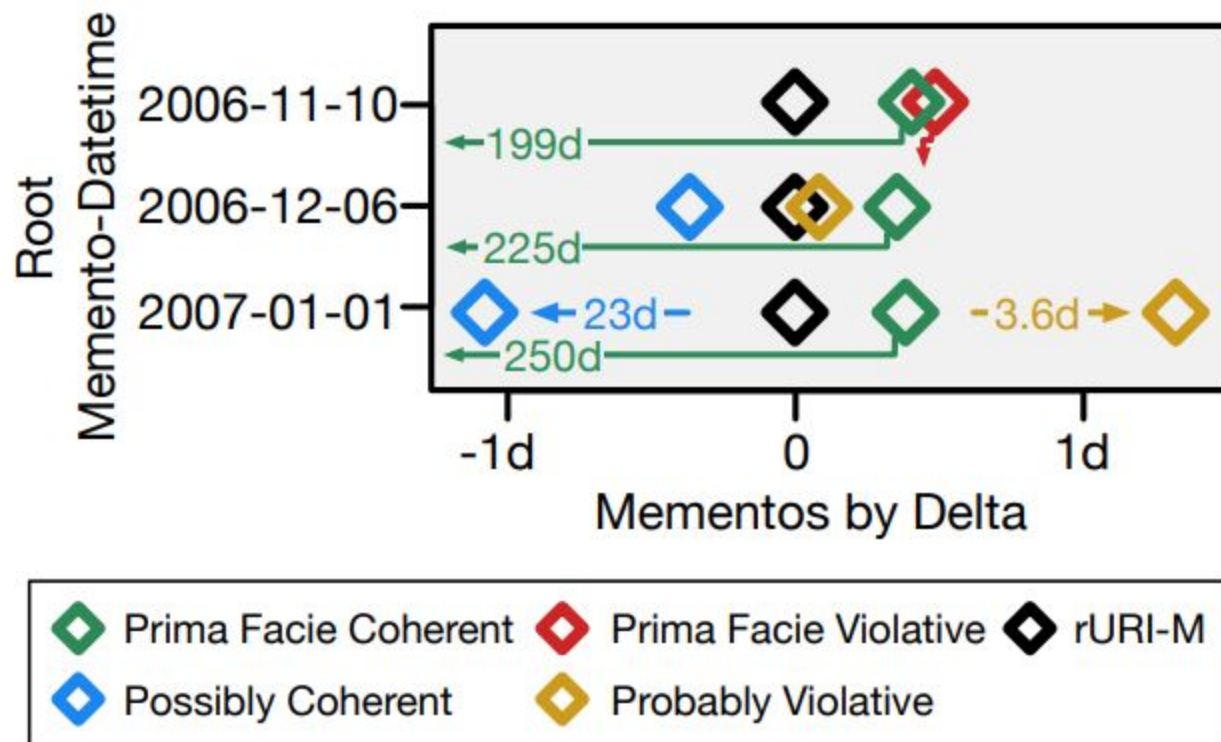 Root
Memento-Datetime
2006-11-10
199d
2006-12-06
225d
2007-01-01
23d
3.6d
250d
-1d 0 1d
Mementos by Delta
Prima Facie Coherent Prima Facie Violative rURI-M
Possibly Coherent Probably Violative